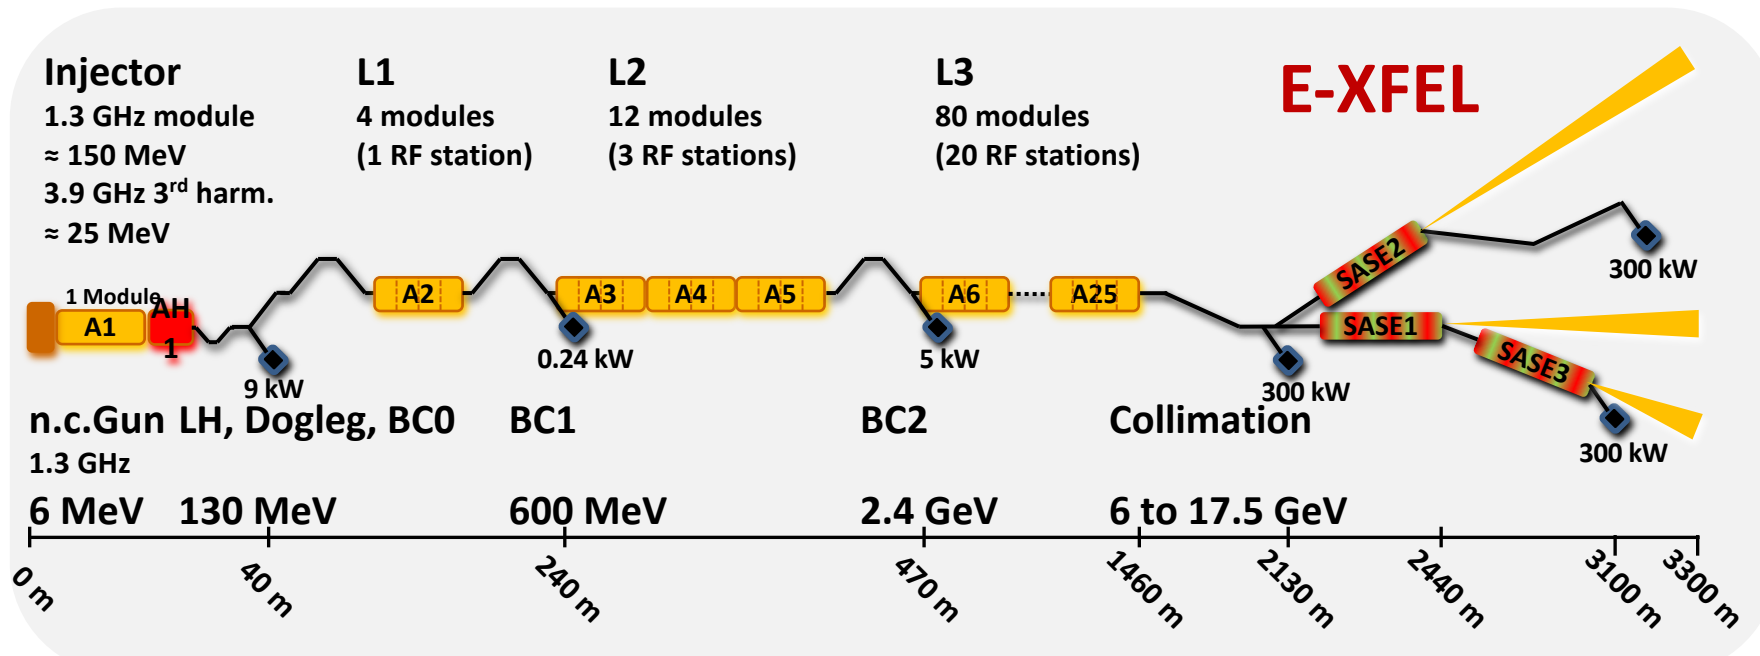 Injector
1.3 GHz module
≈ 150 MeV
3.9 GHz 3rd harm.
≈ 25 MeV
L1
4 modules
(1 RF station)
L2
12 modules
(3 RF stations)
L3
80 modules
(20 RF stations)
E-XFEL
1 Module
A1
AH
1
A2
A3
A4
A5
A6
A25
SASE2
SASE1
SASE3
9 kW
0.24 kW
5 kW
300 kW
300 kW
300 kW
n.c.Gun
1.3 GHz
LH, Dogleg, BC0
BC1
BC2
Collimation
6 MeV
130 MeV
600 MeV
2.4 GeV
6 to 17.5 GeV
0 m
40 m
240 m
470 m
1460 m
2130 m
2440 m
3100 m
3300 m